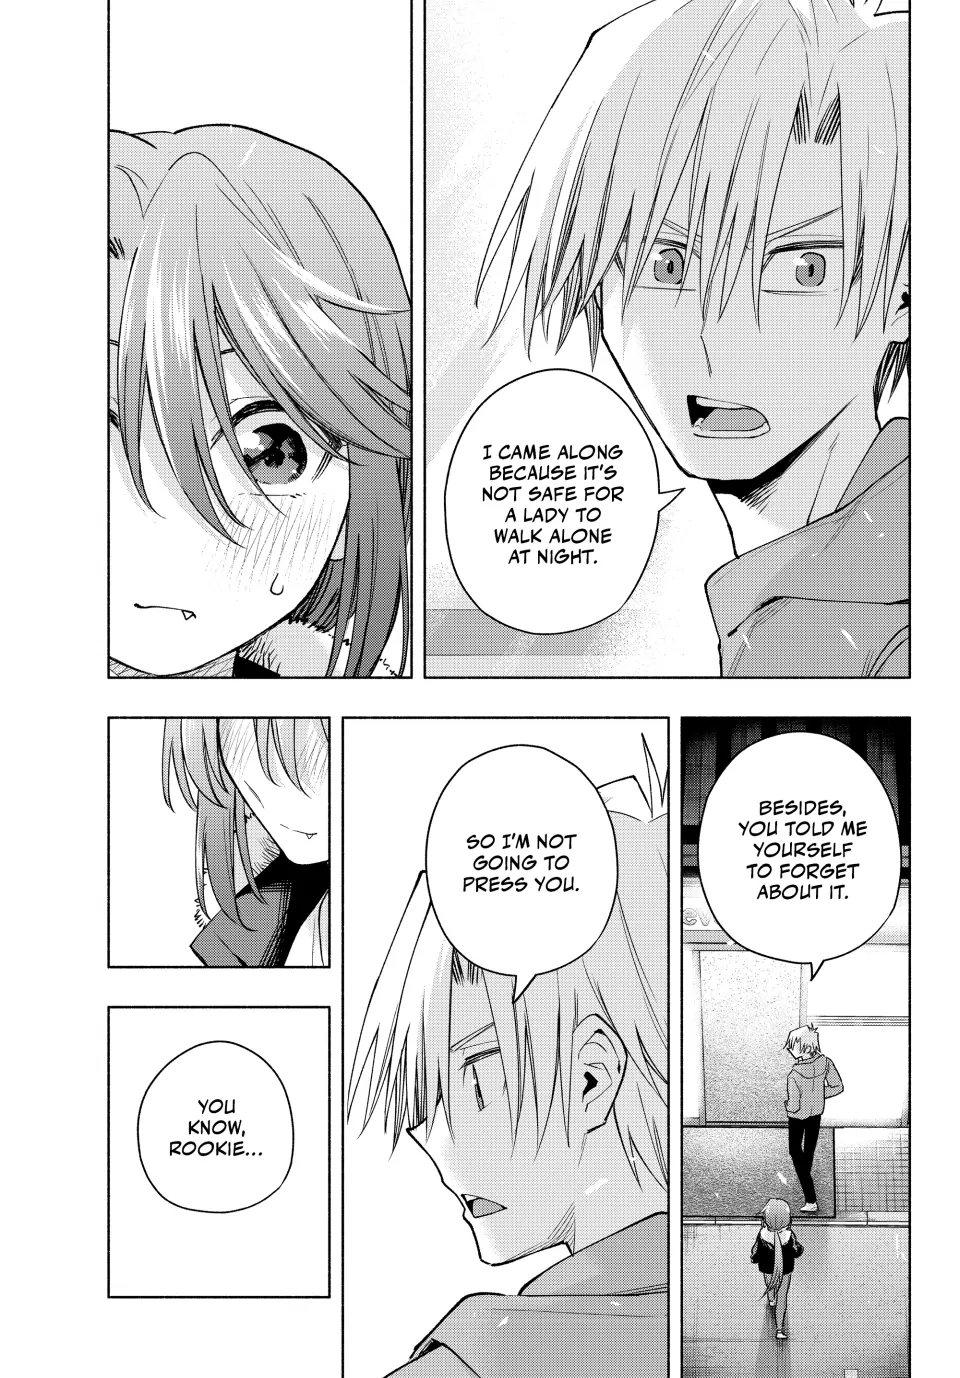 I CAME ALONG
BECAUSE IT'S
NOT SAFE FOR
A LADY TO
WALK ALONE
AT NIGHT.
BESIDES,
YOU TOLD ME
YOURSELF
TO FORGET
ABOUT IT.
SO I'M NOT
GOING TO
PRESS YOU.
YOU
KNOW,
ROOKIE...